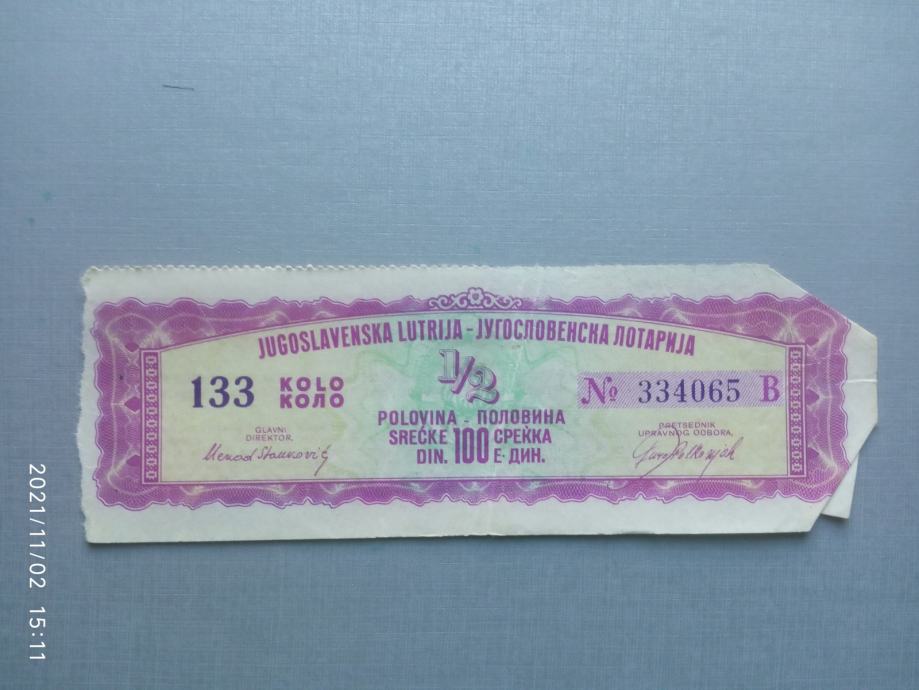 JUGOSLAVENSKA LUTRIJA - ЈУГОСЛОВЕНСКА ЛОТАРИЈА
1/2
133 KOLO
КОЛО
№ 334065 B
POLOVINA - ПОЛОВИНА
SREĆKE 100 СРЕЌКА
DIN. Е·ДИН.
GLAVNI
DIREKTOR,
PRETSEDNIK
UPRAVNOG ODBORA,
2021/11/02 15:11